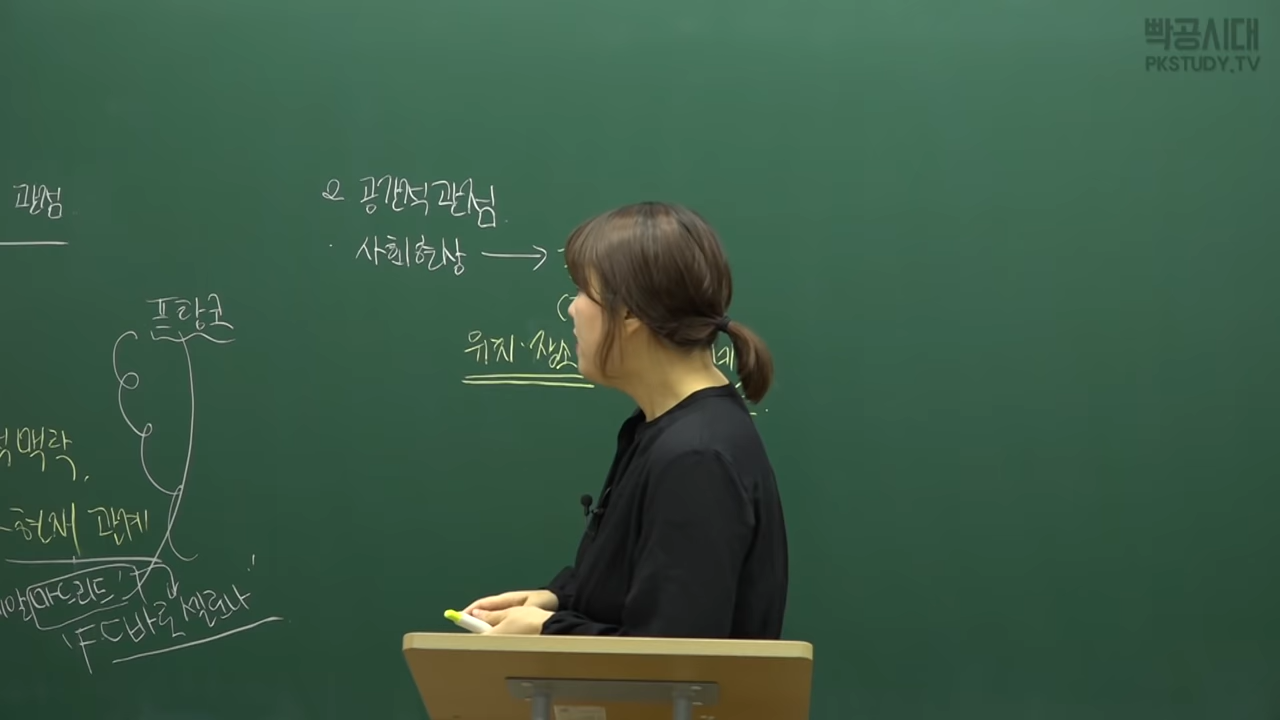 빡공시대
PKSTUDY.TV
관점
프랑코
맥락
현재 관계
마드리드
"FC바르셀로나"
2. 공간적 관점
· 사회현상 →
위치·장소